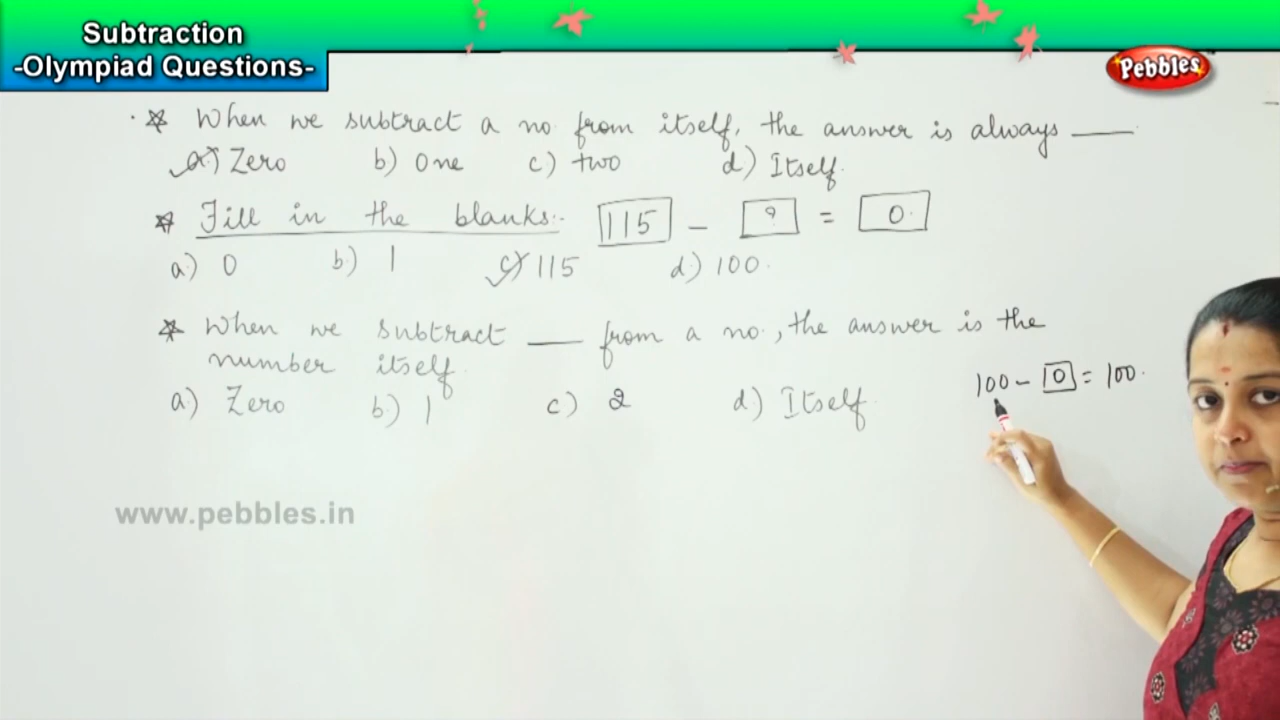 Subtraction
-Olympiad Questions-
Pebbles
When we subtract a no from itself, the answer is always ___
a) Zero b) One c) two d) Itself.
Fill in the blanks:- 115 - ? = 0
a) 0 b) 1 c) 115 d) 100.
When we subtract ___ from a no., the answer is the
number itself.
100 - 0 = 100.
a) Zero b) 1 c) 2 d) Itself.
www.pebbles.in